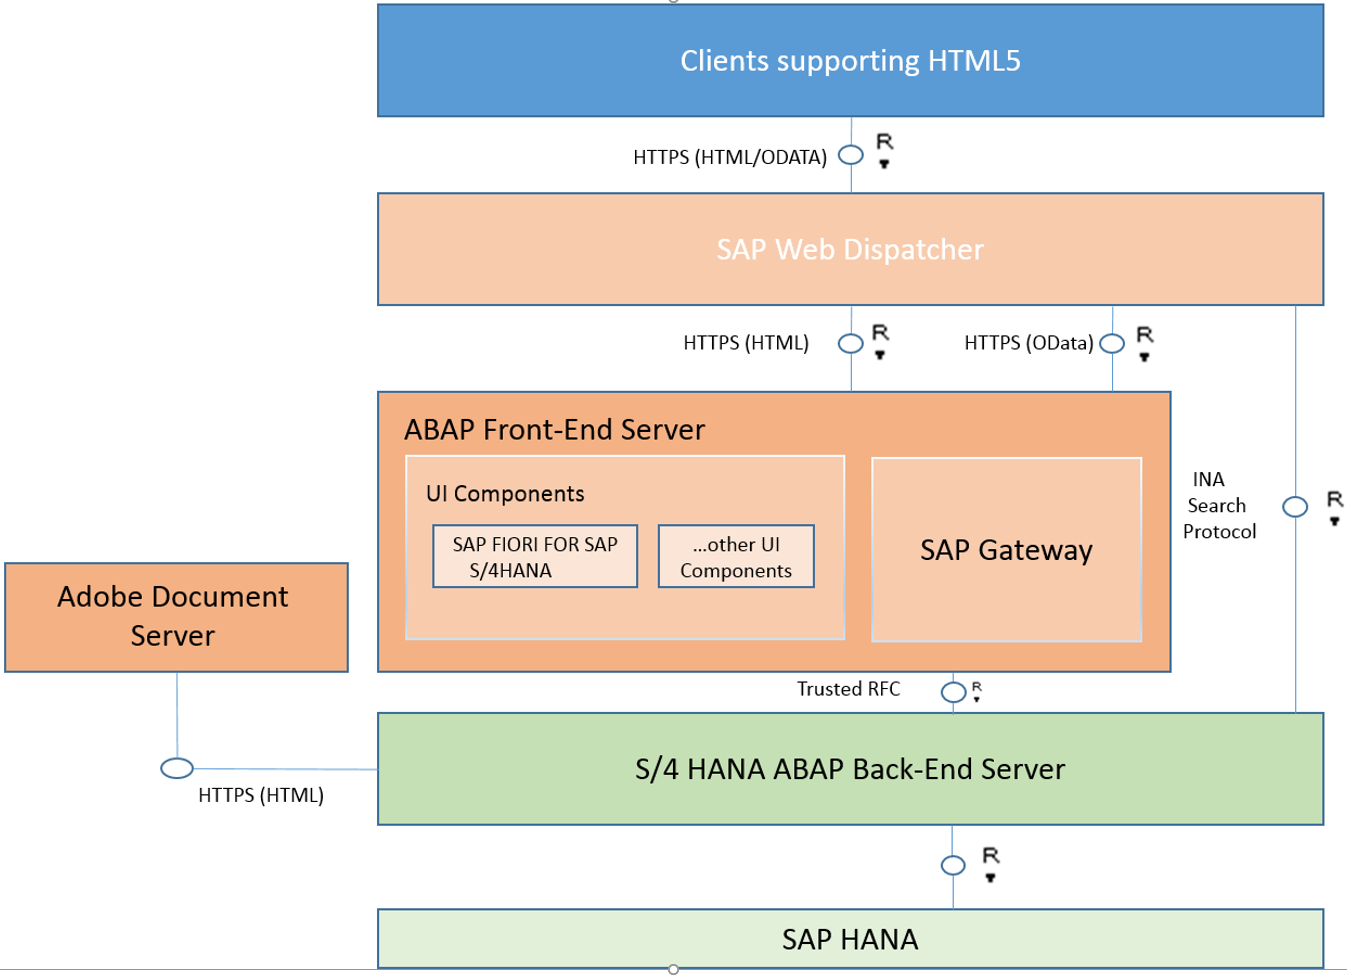 Clients supporting HTML5
HTTPS (HTML/ODATA)
R
SAP Web Dispatcher
HTTPS (HTML)
R
HTTPS (OData)
R
ABAP Front-End Server
UI Components
SAP FIORI FOR SAP
S/4HANA
...other UI
Components
SAP Gateway
INA
Search
Protocol
R
Adobe Document
Server
Trusted RFC
R
S/4 HANA ABAP Back-End Server
HTTPS (HTML)
R
SAP HANA